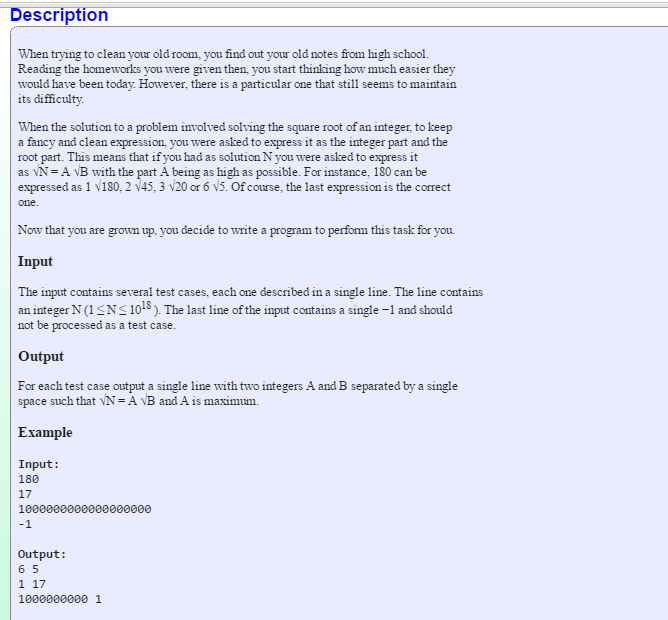 Description
When trying to clean your old room, you find out your old notes from high school.
Reading the homeworks you were given then, you start thinking how much easier they
would have been today. However, there is a particular one that still seems to maintain
its difficulty.
When the solution to a problem involved solving the square root of an integer, to keep
a fancy and clean expression, you were asked to express it as the integer part and the
root part. This means that if you had as solution N you were asked to express it
as √N = A √B with the part A being as high as possible. For instance, 180 can be
expressed as 1 √180, 2 √45, 3 √20 or 6 √5. Of course, the last expression is the correct
one.
Now that you are grown up, you decide to write a program to perform this task for you.
Input
The input contains several test cases, each one described in a single line. The line contains
an integer N (1 ≤ N ≤ 10^18 ). The last line of the input contains a single −1 and should
not be processed as a test case.
Output
For each test case output a single line with two integers A and B separated by a single
space such that √N = A √B and A is maximum.
Example
Input:
180
17
1000000000000000000
-1
Output:
6 5
1 17
1000000000 1